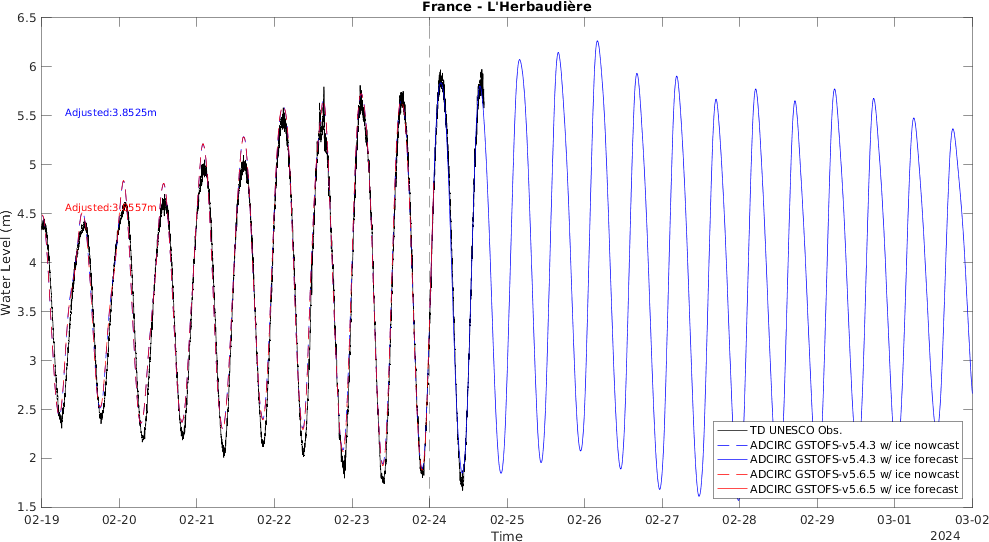 France - L'Herbaudière
6.5
6
5.5
5
4.5
4
3.5
3
2.5
2
1.5
Water Level (m)
Adjusted:3.8525m
TD UNESCO Obs.
ADCIRC GSTOFS-v5.4.3 w/ ice nowcast
ADCIRC GSTOFS-v5.4.3 w/ ice forecast
ADCIRC GSTOFS-v5.6.5 w/ ice nowcast
ADCIRC GSTOFS-v5.6.5 w/ ice forecast
02-19 02-20 02-21 02-22 02-23 02-24 02-25 02-26 02-27 02-28 02-29 03-01 03-02
Time
2024